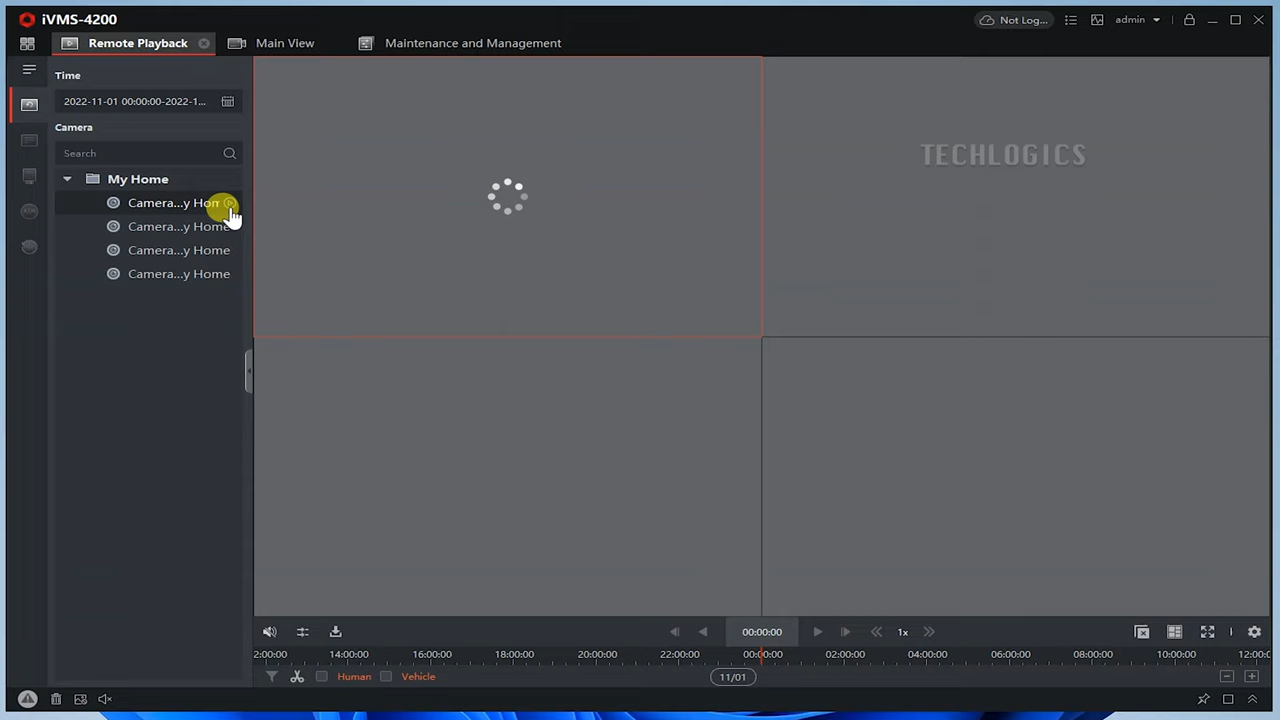 iVMS-4200
Not Log...
admin
Remote Playback
Main View
Maintenance and Management
Time
2022-11-01 00:00:00-2022-1...
Camera
Search
My Home
Camera...y Hom
Camera...y Home
Camera...y Home
Camera...y Home
TECHLOGICS
00:00:00
1x
2:00:00 14:00:00 16:00:00 18:00:00 20:00:00 22:00:00 00:00:00 02:00:00 04:00:00 06:00:00 08:00:00 10:00:00 12:00:
Human
Vehicle
11/01